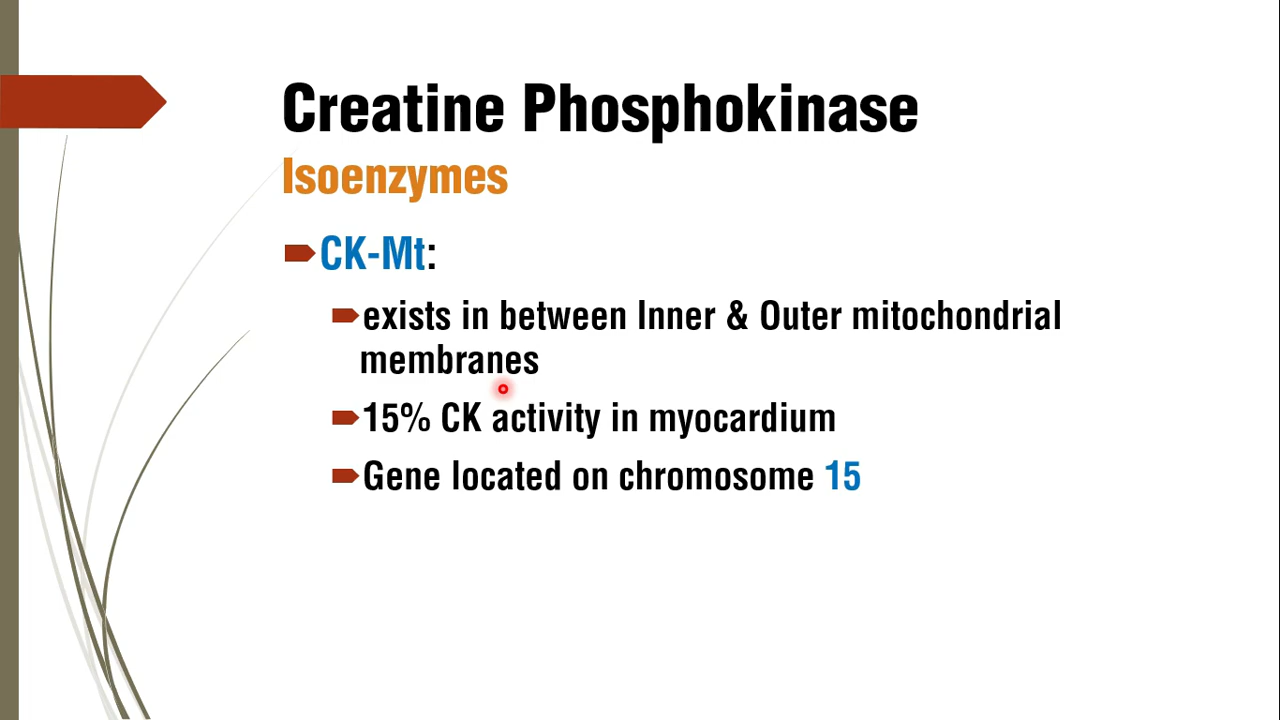 Creatine Phosphokinase
Isoenzymes
CK-Mt:
exists in between Inner & Outer mitochondrial
membranes
15% CK activity in myocardium
Gene located on chromosome 15